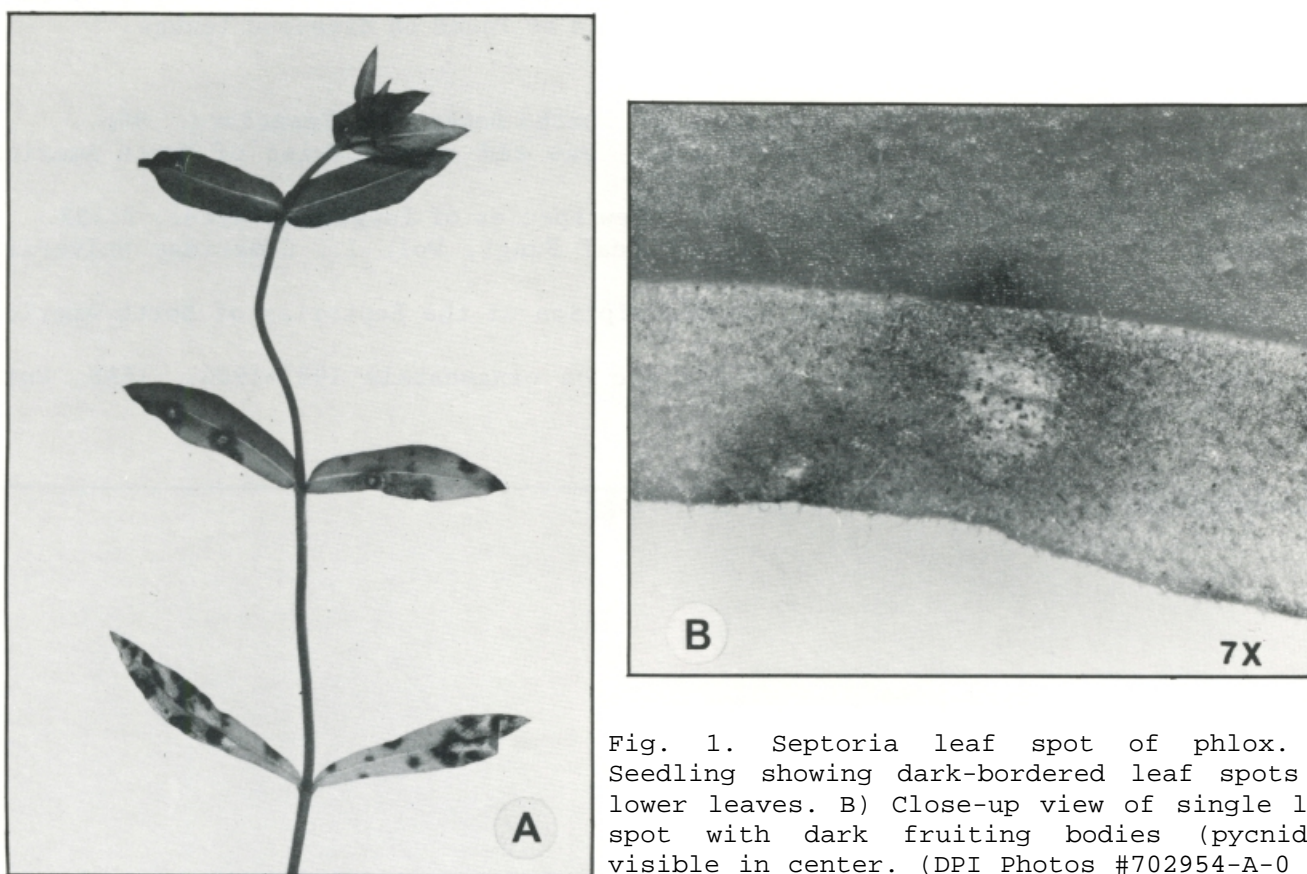 A
B
7X
Fig. 1. Septoria leaf spot of phlox.
Seedling showing dark-bordered leaf spots
lower leaves. B) Close-up view of single l
spot with dark fruiting bodies (pycnid
visible in center. (DPI Photos #702954-A-0